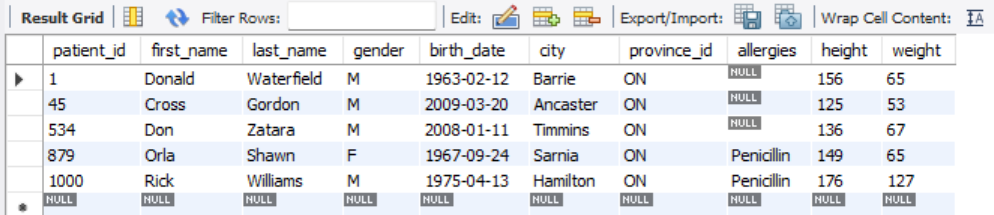 Result Grid Filter Rows: Edit: Export/Import: Wrap Cell Content: IA
patient_id first_name last_name gender birth_date city province_id allergies height weight
1 Donald Waterfield M 1963-02-12 Barrie ON NULL 156 65
45 Cross Gordon M 2009-03-20 Ancaster ON NULL 125 53
534 Don Zatara M 2008-01-11 Timmins ON NULL 136 67
879 Orla Shawn F 1967-09-24 Sarnia ON Penicillin 149 65
1000 Rick Williams M 1975-04-13 Hamilton ON Penicillin 176 127
NULL NULL NULL NULL NULL NULL NULL NULL NULL NULL